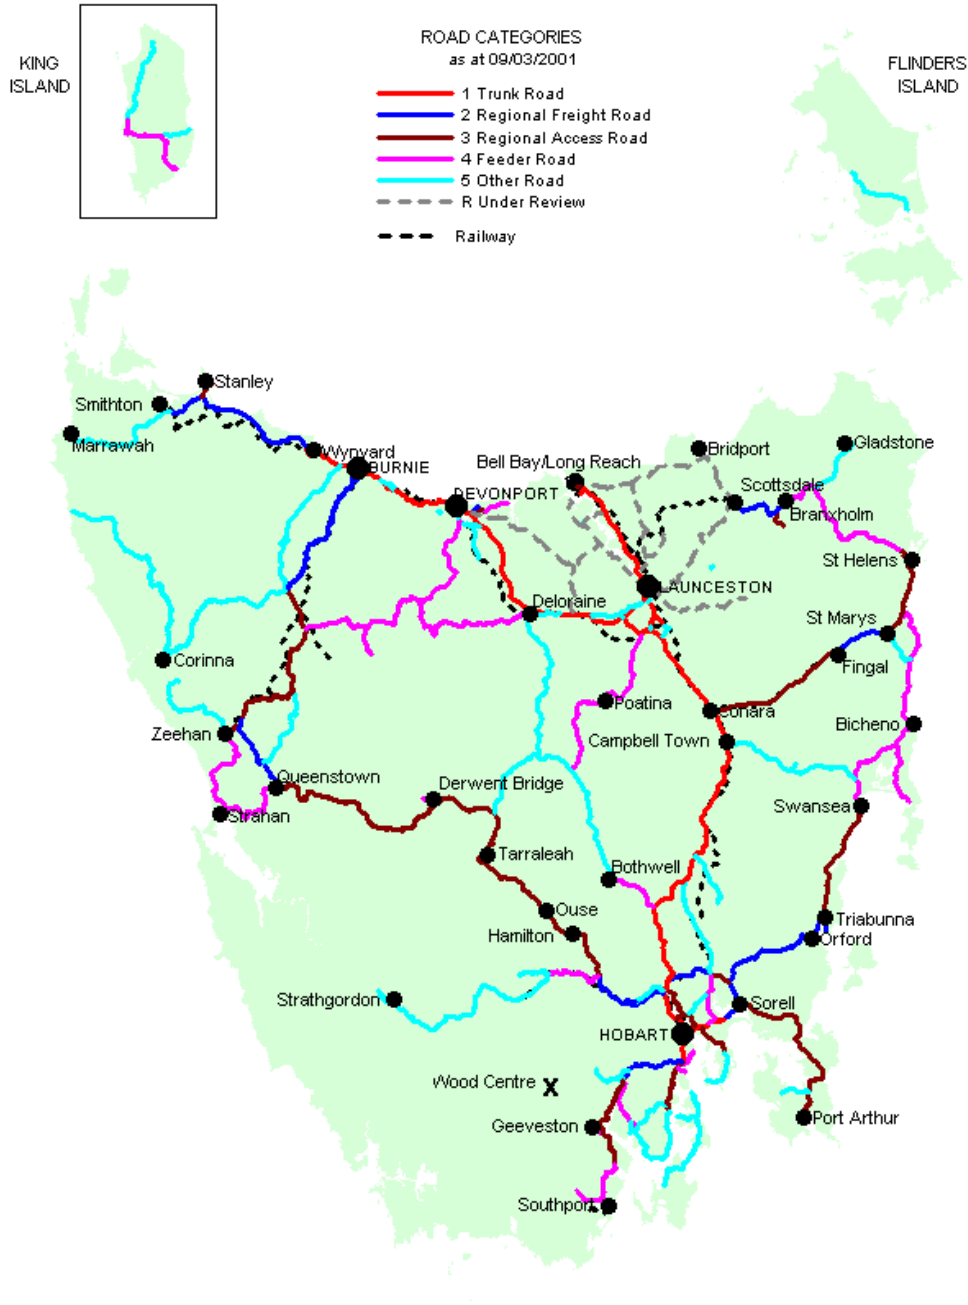 ROAD CATEGORIES
as at 09/03/2001
KING
ISLAND
FLINDERS
ISLAND
1 Trunk Road
2 Regional Freight Road
3 Regional Access Road
4 Feeder Road
5 Other Road
R Under Review
Railway
Stanley
Smithton
Marrawah
Wynyard
BURNIE
Bell Bay/Long Reach
Bridport
Gladstone
DEVONPORT
Scottsdale
Branxholm
St Helens
LAUNCESTON
Deloraine
St Marys
Corinna
Fingal
Poatina
Conara
Bicheno
Zeehan
Campbell Town
Queenstown
Derwent Bridge
Swansea
Strahan
Tarraleah
Bothwell
Ouse
Triabunna
Hamilton
Orford
Strathgordon
Sorell
HOBART
Wood Centre X
Port Arthur
Geeveston
Southport